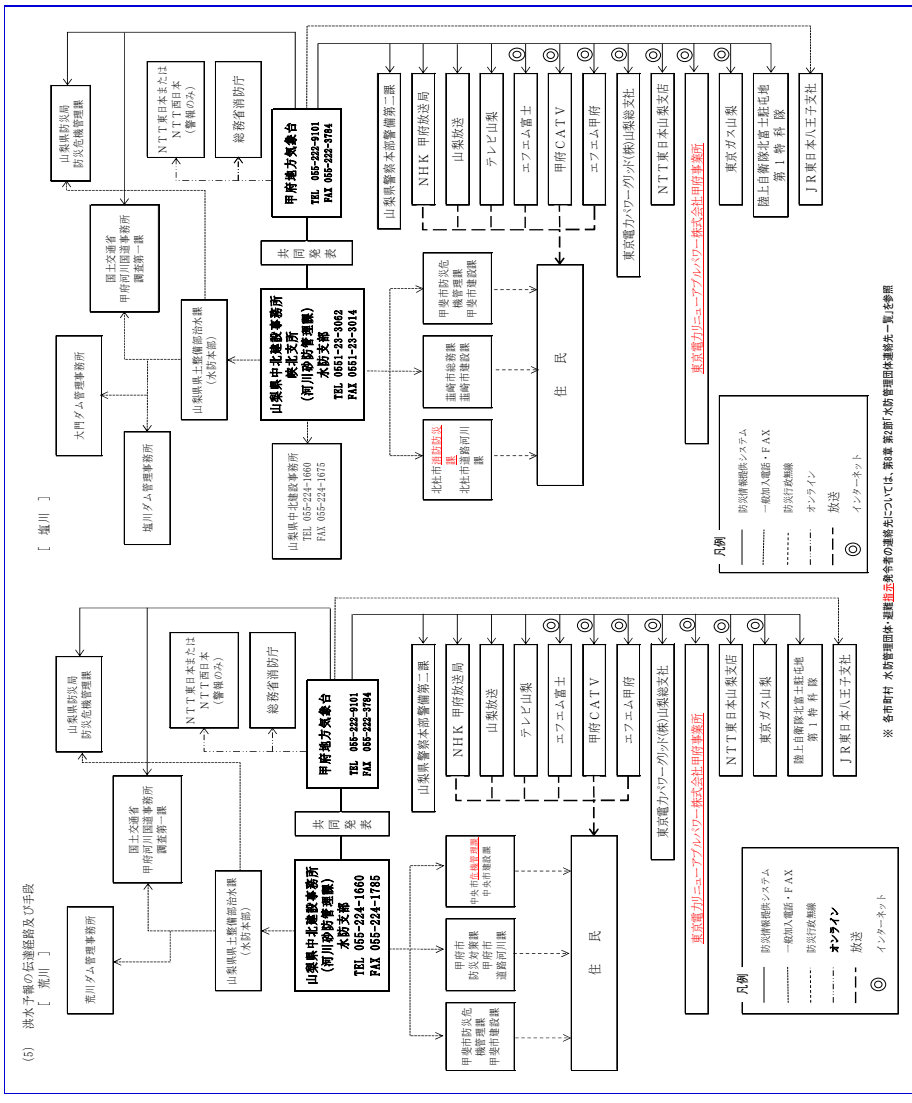 (5) 洪水予報の伝達経路及び手段
[ 荒川 ]
山梨県防災局
防災危機管理課
国土交通省
甲府河川国道事務所
調査第一課
荒川ダム管理事務所
山梨県県土整備部治水課
(水防本部)
NTT東日本または
NTT西日本
(警報のみ)
総務省消防庁
山梨県中北建設事務所
(河川砂防管理課)
水防支部
TEL 055-224-1660
FAX 055-224-1785
共同
発表
甲府地方気象台
TEL 055-222-9101
FAX 055-222-3784
甲斐市防災危
機管理課
甲斐市建設課
甲府市
防災対策課
甲府市
道路河川課
中央市危機管理課
中央市建設課
住民
山梨県警察本部警備第二課
NHK 甲府放送局
山梨放送
テレビ山梨
エフエム富士
甲府CATV
エフエム甲府
東京電力パワーグリッド(株)山梨総支社
東京電力リニューアブルパワー株式会社甲府事業所
NTT東日本山梨支店
東京ガス山梨
陸上自衛隊北富士駐屯地
第1特科隊
JR東日本八王子支社
凡例
防災情報提供システム
一般加入電話・FAX
防災行政無線
オンライン
放送
インターネット
[ 塩川 ]
山梨県防災局
防災危機管理課
国土交通省
甲府河川国道事務所
調査第一課
大門ダム管理事務所
塩川ダム管理事務所
山梨県県土整備部治水課
(水防本部)
NTT東日本または
NTT西日本
(警報のみ)
総務省消防庁
山梨県中北建設事務所
TEL 055-224-1660
FAX 055-224-1675
山梨県中北建設事務所
峡北支所
(河川砂防管理課)
水防支部
TEL 0551-23-3062
FAX 0551-23-3014
共同
発表
甲府地方気象台
TEL 055-222-9101
FAX 055-222-3784
北杜市消防防災
課
北杜市道路河川
課
韮崎市総務課
韮崎市建設課
甲斐市防災危
機管理課
甲斐市建設課
住民
山梨県警察本部警備第二課
NHK 甲府放送局
山梨放送
テレビ山梨
エフエム富士
甲府CATV
エフエム甲府
東京電力パワーグリッド(株)山梨総支社
NTT東日本山梨支店
東京電力リニューアブルパワー株式会社甲府事業所
東京ガス山梨
陸上自衛隊北富士駐屯地
第1特科隊
JR東日本八王子支社
凡例
防災情報提供システム
一般加入電話・FAX
防災行政無線
オンライン
放送
インターネット
※ 各市町村 水防管理団体・避難指示発令者の連絡先については、第8章 第2節「水防管理団体連絡先一覧」を参照